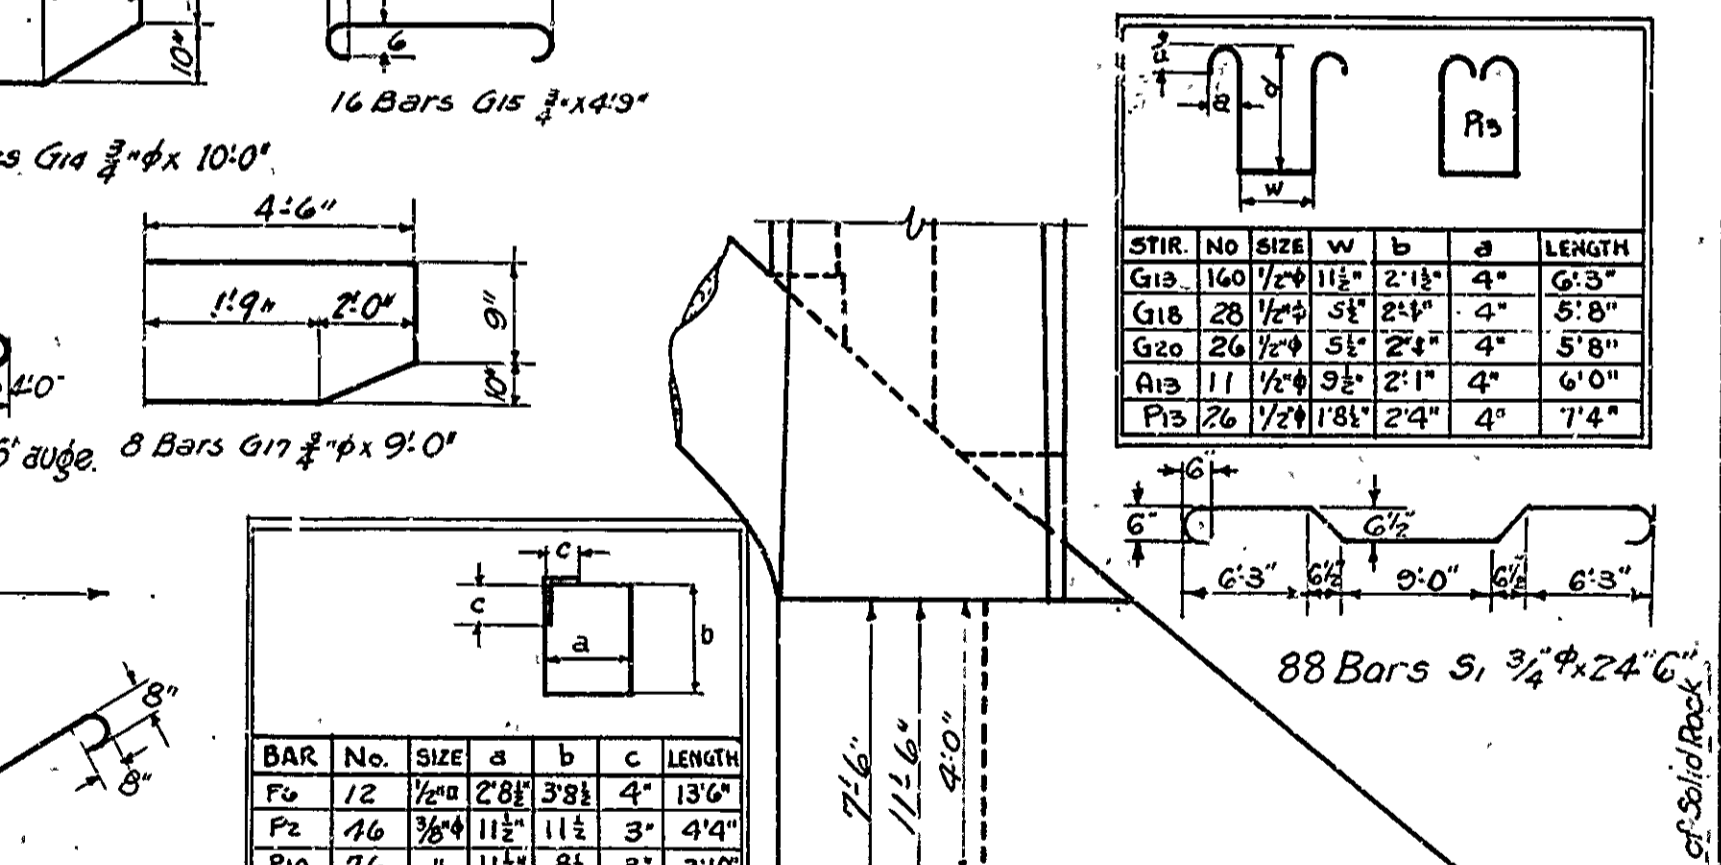 10"
6
16 Bars G15 3/4"x4'9"
G14 3/4"φx 10'-0"
4'-6"
1'-9"
2'-0"
9"
10"
4'-0"
8 Bars G17 3/4"φx 9'-0"
auge.
8"
8"
c
c
a
b
BAR No. SIZE a b c LENGTH
F6 12 1/2"□ 2'8½" 3'8½ 4" 13'6"
P2 46 3/8"φ 11½" 11½ 3" 4'4"
7'-6"
11'-6"
4'-0"
a
d
w
P13
STIR. NO SIZE W b a LENGTH
G13 160 1/2"φ 11½" 2'1½" 4" 6'3"
G18 28 1/2"φ 5½" 4" 5'8"
G20 26 1/2"φ 5½" 4" 5'8"
A13 11 1/2"φ 9½" 2'1" 4" 6'0"
P13 26 1/2"φ 1'8½" 2'4" 4" 7'4"
6"
6"
6½"
6'-3" 6½" 9'-0" 6½" 6'-3"
88 Bars S1 3/4"φx24"6"
of Solid Rock